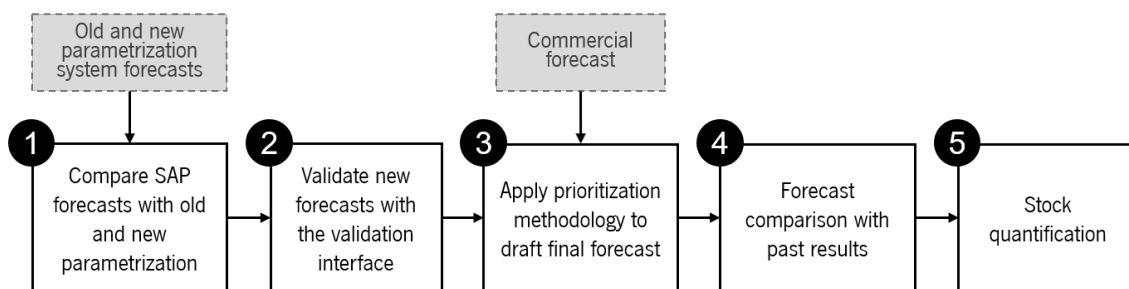 Old and new
parametrization
system forecasts
Commercial
forecast
1
Compare SAP
forecasts with old
and new
parametrization
2
Validate new
forecasts with
the validation
interface
3
Apply prioritization
methodology to
draft final forecast
4
Forecast
comparison with
past results
5
Stock
quantification